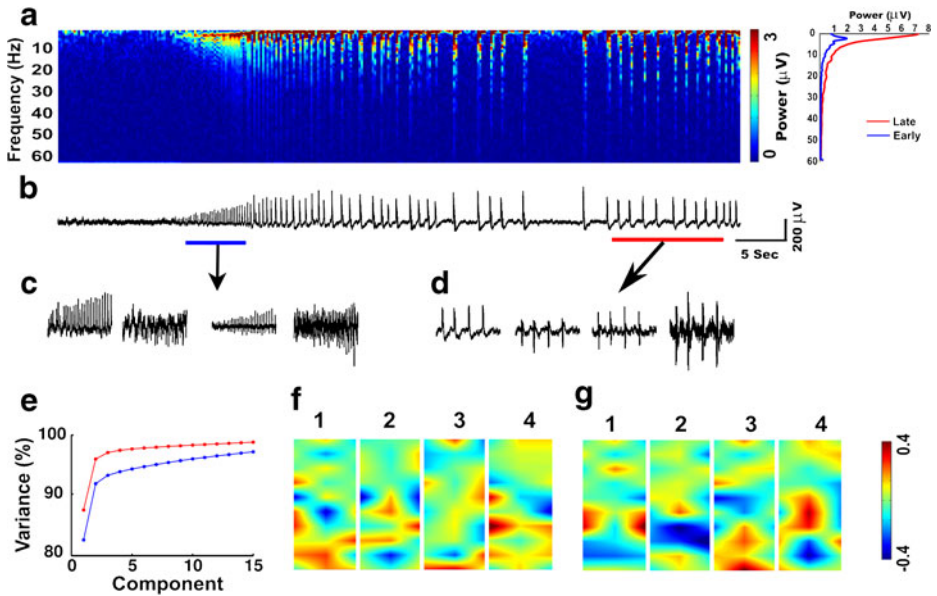 a
Frequency (Hz)
10
20
30
40
50
60
3
Power (μV)
0
Power (μV)
1 2 3 4 5 6 7 8
0
10
20
30
40
50
60
Late
Early
b
200 μV
5 Sec
c
d
e
Variance (%)
100
90
80
0 5 10 15
Component
f
1 2 3 4
g
1 2 3 4
0.4
-0.4